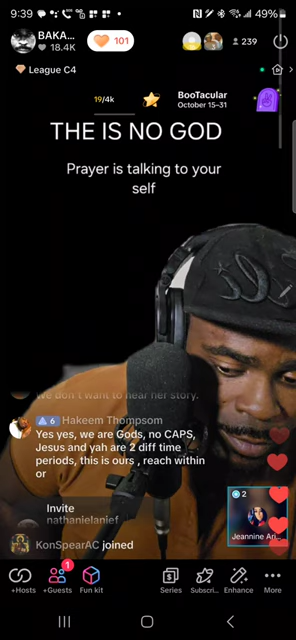 9:39
49%
BAKA...
18.4K
101
239
League C4
19/4k
BooTacular
October 15–31
THE IS NO GOD
Prayer is talking to your
self
We don't want to hear her story.
6 Hakeem Thompsom
Yes yes, we are Gods, no CAPS,
Jesus and yah are 2 diff time
periods, this is ours , reach within
or
Invite
nathanielanief
KonSpearAC joined
2
Jeannine Ari...
1
+Hosts
+Guests
Fun kit
Series
Subscri...
Enhance
More